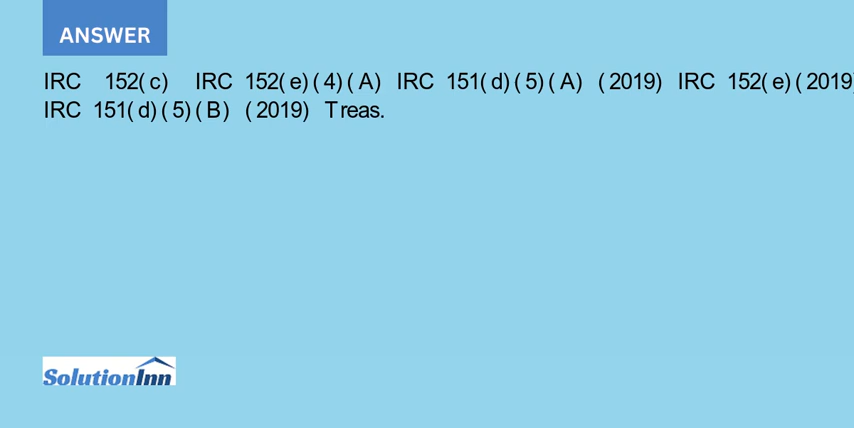 ANSWER
IRC 152(c) IRC 152(e)(4)(A) IRC 151(d)(5)(A) (2019) IRC 152(e)(2019)
IRC 151(d)(5)(B) (2019) Treas.
SolutionInn